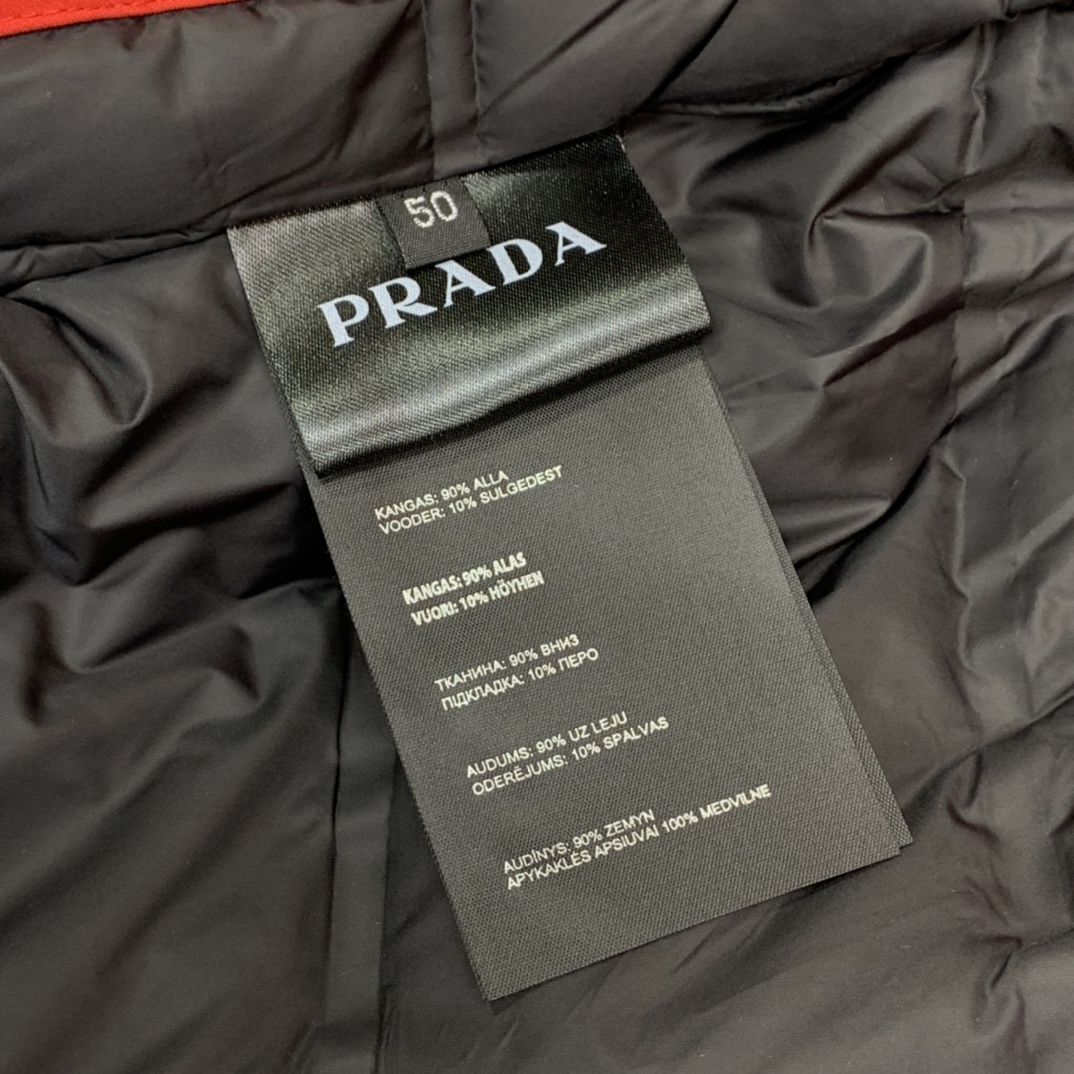 50
PRADA
KANGAS: 90% ALLA
VOODER: 10% SULGEDEST
KANGAS: 90% ALAS
VUORI: 10% HÖYHEN
ТКАНИНА: 90% ВНИЗ
ПІДКЛАДКА: 10% ПЕРО
AUDUMS: 90% UZ LEJU
ODERĒJUMS: 10% SPALVAS
AUDINYS: 90% ZEMYN
APYKAKLĖS APSIUVAI 100% MEDVILNE